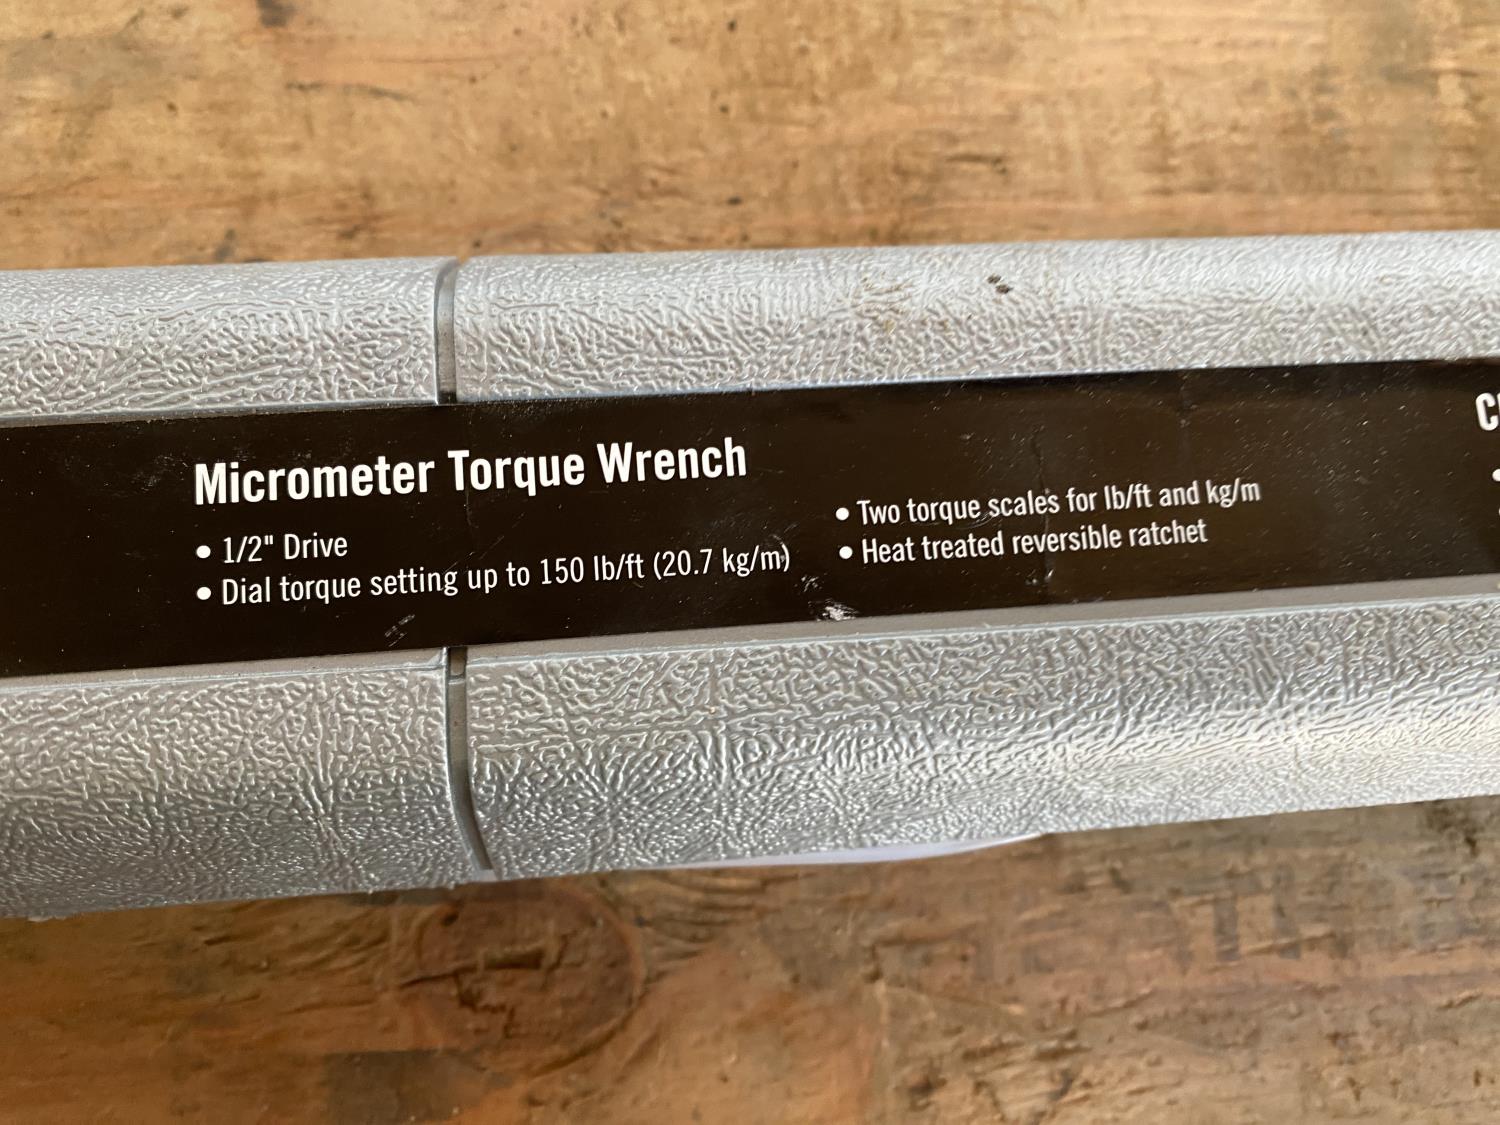 Micrometer Torque Wrench
• 1/2" Drive
• Dial torque setting up to 150 lb/ft (20.7 kg/m)
• Two torque scales for lb/ft and kg/m
• Heat treated reversible ratchet